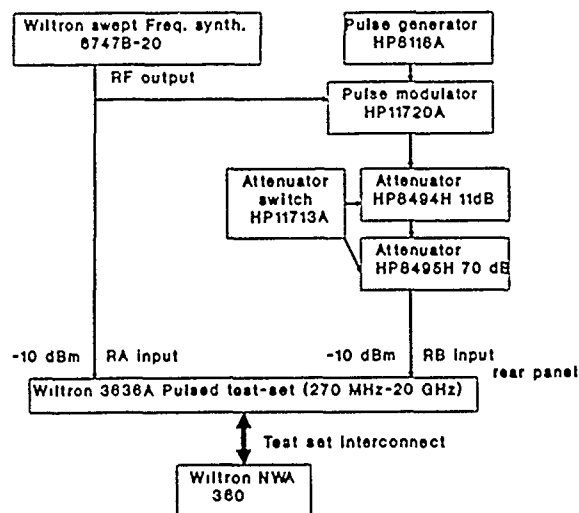 Wiltron swept Freq. synth.
6747B-20
Pulse generator
HP8116A
RF output
Pulse modulator
HP11720A
Attenuator
switch
HP11713A
Attenuator
HP8494H 11dB
Attenuator
HP8495H 70 dB
-10 dBm
RA input
-10 dBm
RB input
rear panel
Wiltron 3636A Pulsed test-set (270 MHz-20 GHz)
Test set Interconnect
Wiltron NWA
360